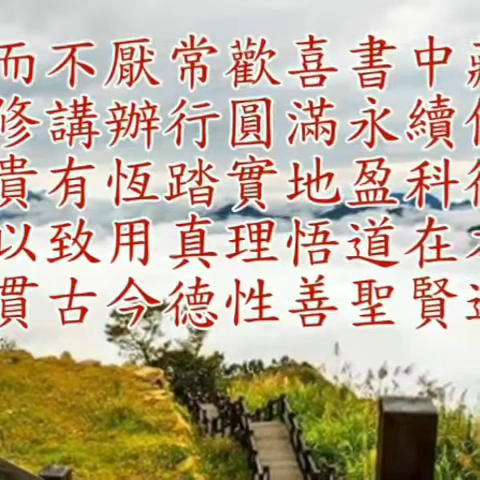 而不厭常歡喜書中
修講辦行圓滿永續
貴有恆踏實地盈科
以致用真理悟道在
貫古今德性善聖賢